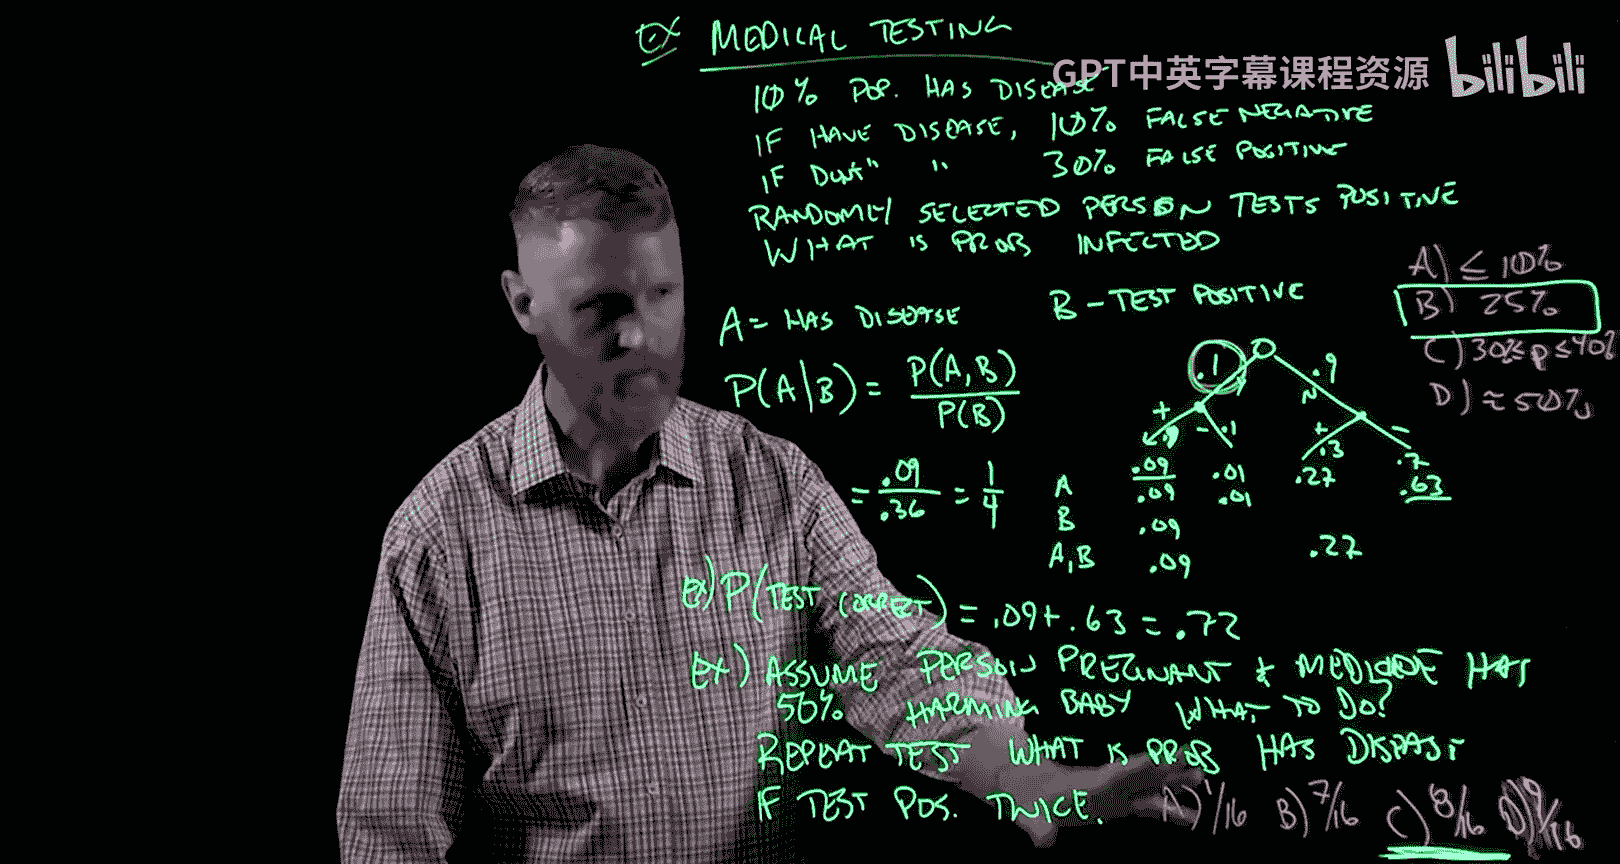 EX MEDICAL TESTING
GPT中英字幕课程资源 bilibili
10% POP. HAS DISEASE
IF HAVE DISEASE, 10% FALSE NEGATIVE
IF DON'T " 30% FALSE POSITIVE
RANDOMLY SELECTED PERSON TESTS POSITIVE
WHAT IS PROB INFECTED
A) ≤ 10%
B) 25%
C) 30≤p≤40%
D) ≈50%
A = HAS DISEASE B - TEST POSITIVE
P(A|B) = P(A,B) / P(B)
= .09/.36 = 1/4
.1 .9
+ - .1 + .3 - .7
.09 .01 .27 .63
A .09 .01
B .09 .27
A,B .09
EX) P(TEST CORRECT) = .09 + .63 = .72
EX) ASSUME PERSON PREGNANT & MEDICINE HAS
50% HARMING BABY WHAT TO DO?
REPEAT TEST WHAT IS PROB HAS DISEASE
IF TEST POS. TWICE.
A) 1/16 B) 7/16 C) 8/16 D) 9/16